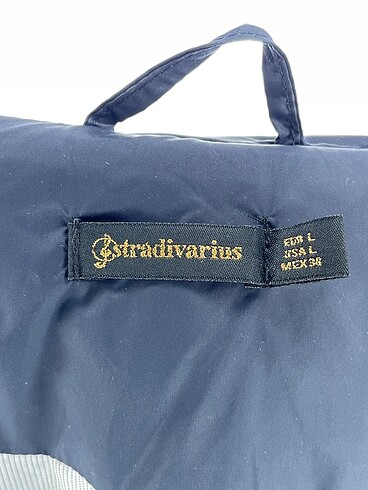 stradivarius
EUR L
USA L
MEX 38